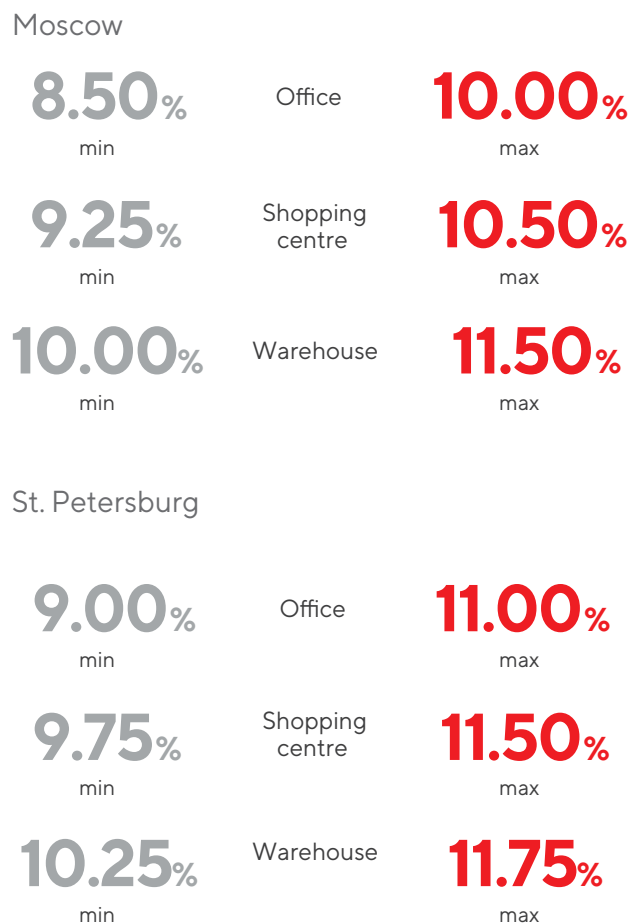 Moscow
8.50% Office 10.00%
min max
9.25% Shopping centre 10.50%
min max
10.00% Warehouse 11.50%
min max
St. Petersburg
9.00% Office 11.00%
min max
9.75% Shopping centre 11.50%
min max
10.25% Warehouse 11.75%
min max